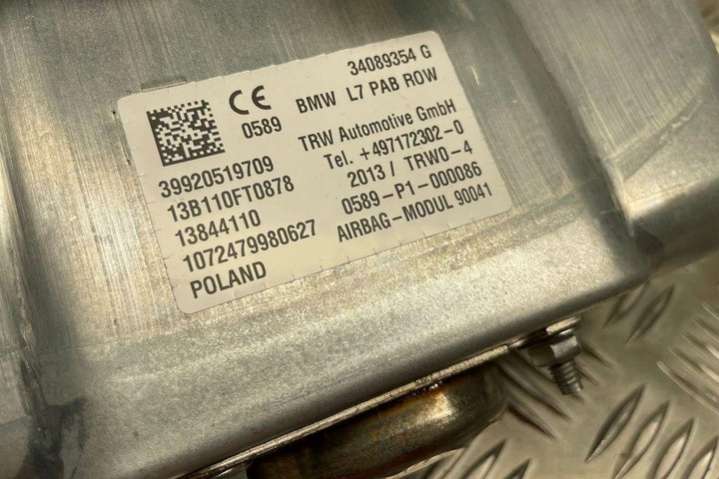 34089354 G
CE BMW L7 PAB ROW
0589
TRW Automotive GmbH
Tel. +497172302-0
2013 / TRW0-4
0589-P1-000086
AIRBAG-MODUL 90041
39920519709
13B110FT0878
13844110
1072479980627
POLAND